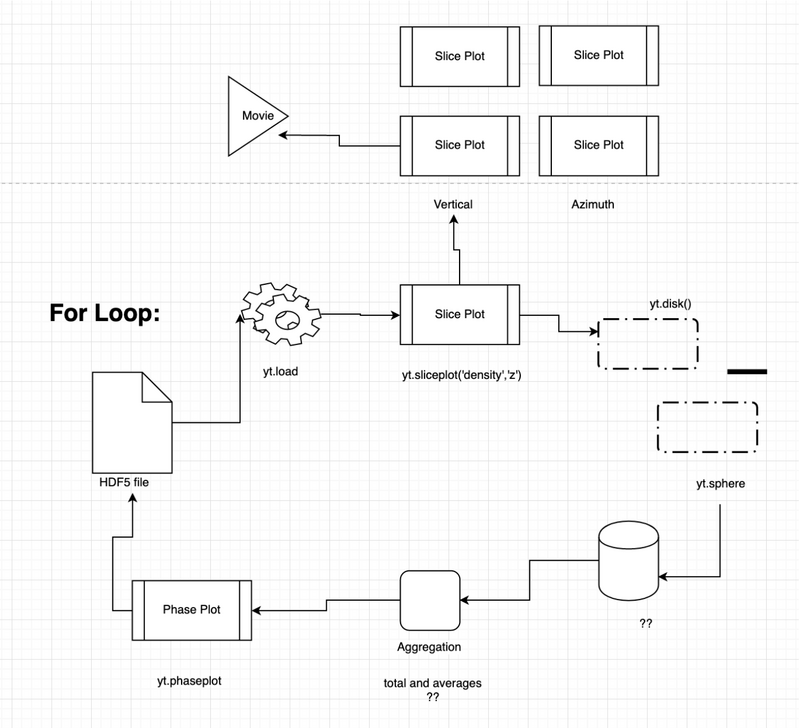 Slice Plot
Slice Plot
Movie
Slice Plot
Slice Plot
Vertical
Azimuth
For Loop:
Slice Plot
yt.disk()
yt.load
yt.sliceplot('density','z')
HDF5 file
yt.sphere
Phase Plot
??
Aggregation
yt.phaseplot
total and averages
??